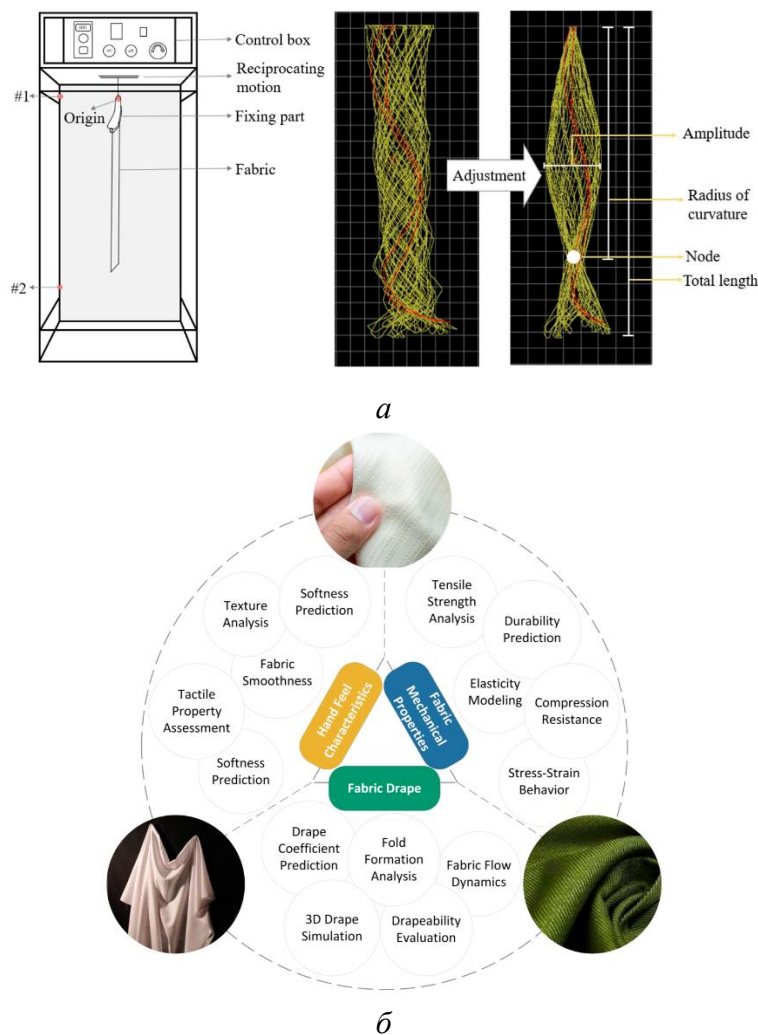 Control box
Reciprocating
motion
#1
Origin
Fixing part
Fabric
#2
Adjustment
Amplitude
Radius of
curvature
Node
Total length
а
Texture
Analysis
Softness
Prediction
Fabric
Smoothness
Tactile
Property
Assessment
Softness
Prediction
Hand Feel
Characteristics
Tensile
Strength
Analysis
Durability
Prediction
Elasticity
Modeling
Compression
Resistance
Stress-Strain
Behavior
Fabric
Mechanical
Properties
Fabric Drape
Drape
Coefficient
Prediction
Fold
Formation
Analysis
Fabric Flow
Dynamics
3D Drape
Simulation
Drapeability
Evaluation
б